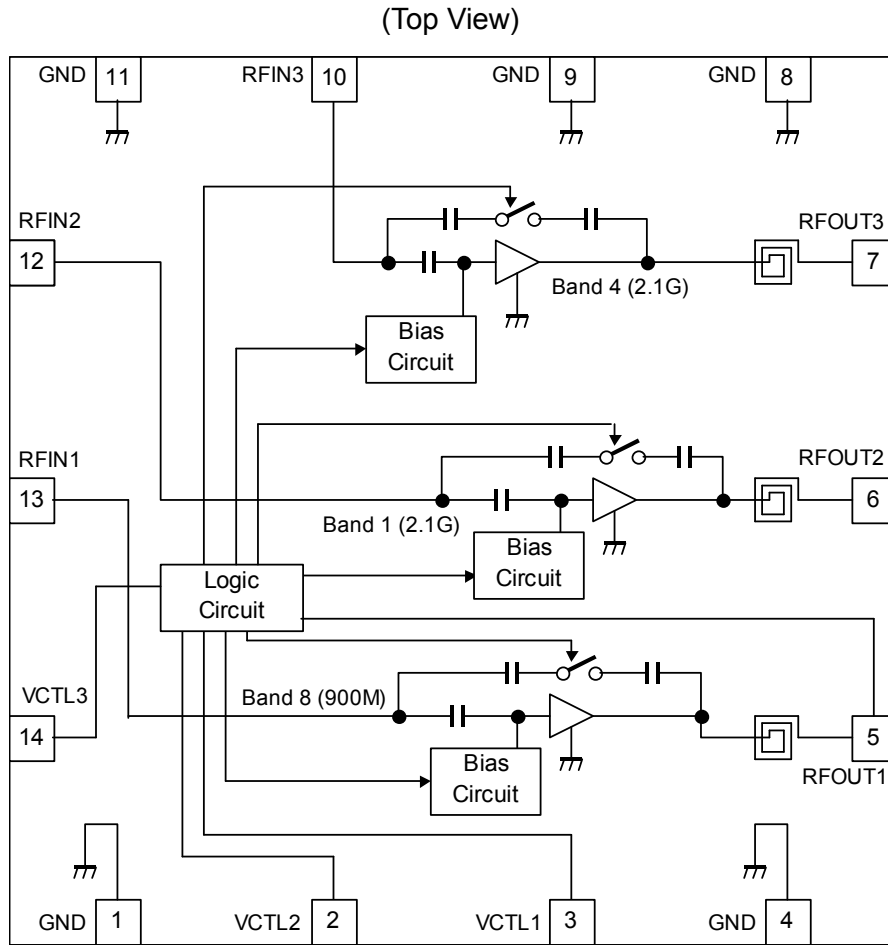 (Top View)
GND
11
RFIN3
10
GND
9
GND
8
RFIN2
12
RFOUT3
7
Band 4 (2.1G)
Bias
Circuit
RFIN1
13
RFOUT2
6
Band 1 (2.1G)
Bias
Circuit
Logic
Circuit
VCTL3
14
Band 8 (900M)
5
RFOUT1
Bias
Circuit
GND
1
VCTL2
2
VCTL1
3
GND
4